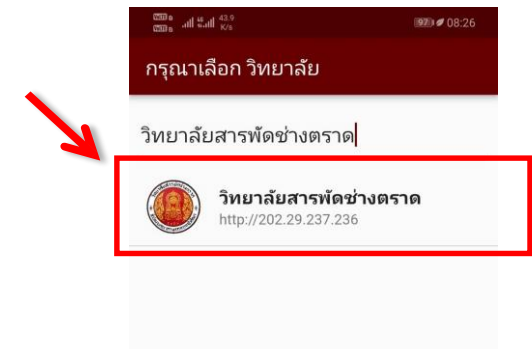 43.9
K/s
97
08:26
กรุณาเลือก วิทยาลัย
วิทยาลัยสารพัดช่างตราด
วิทยาลัยสารพัดช่างตราด
http://202.29.237.236